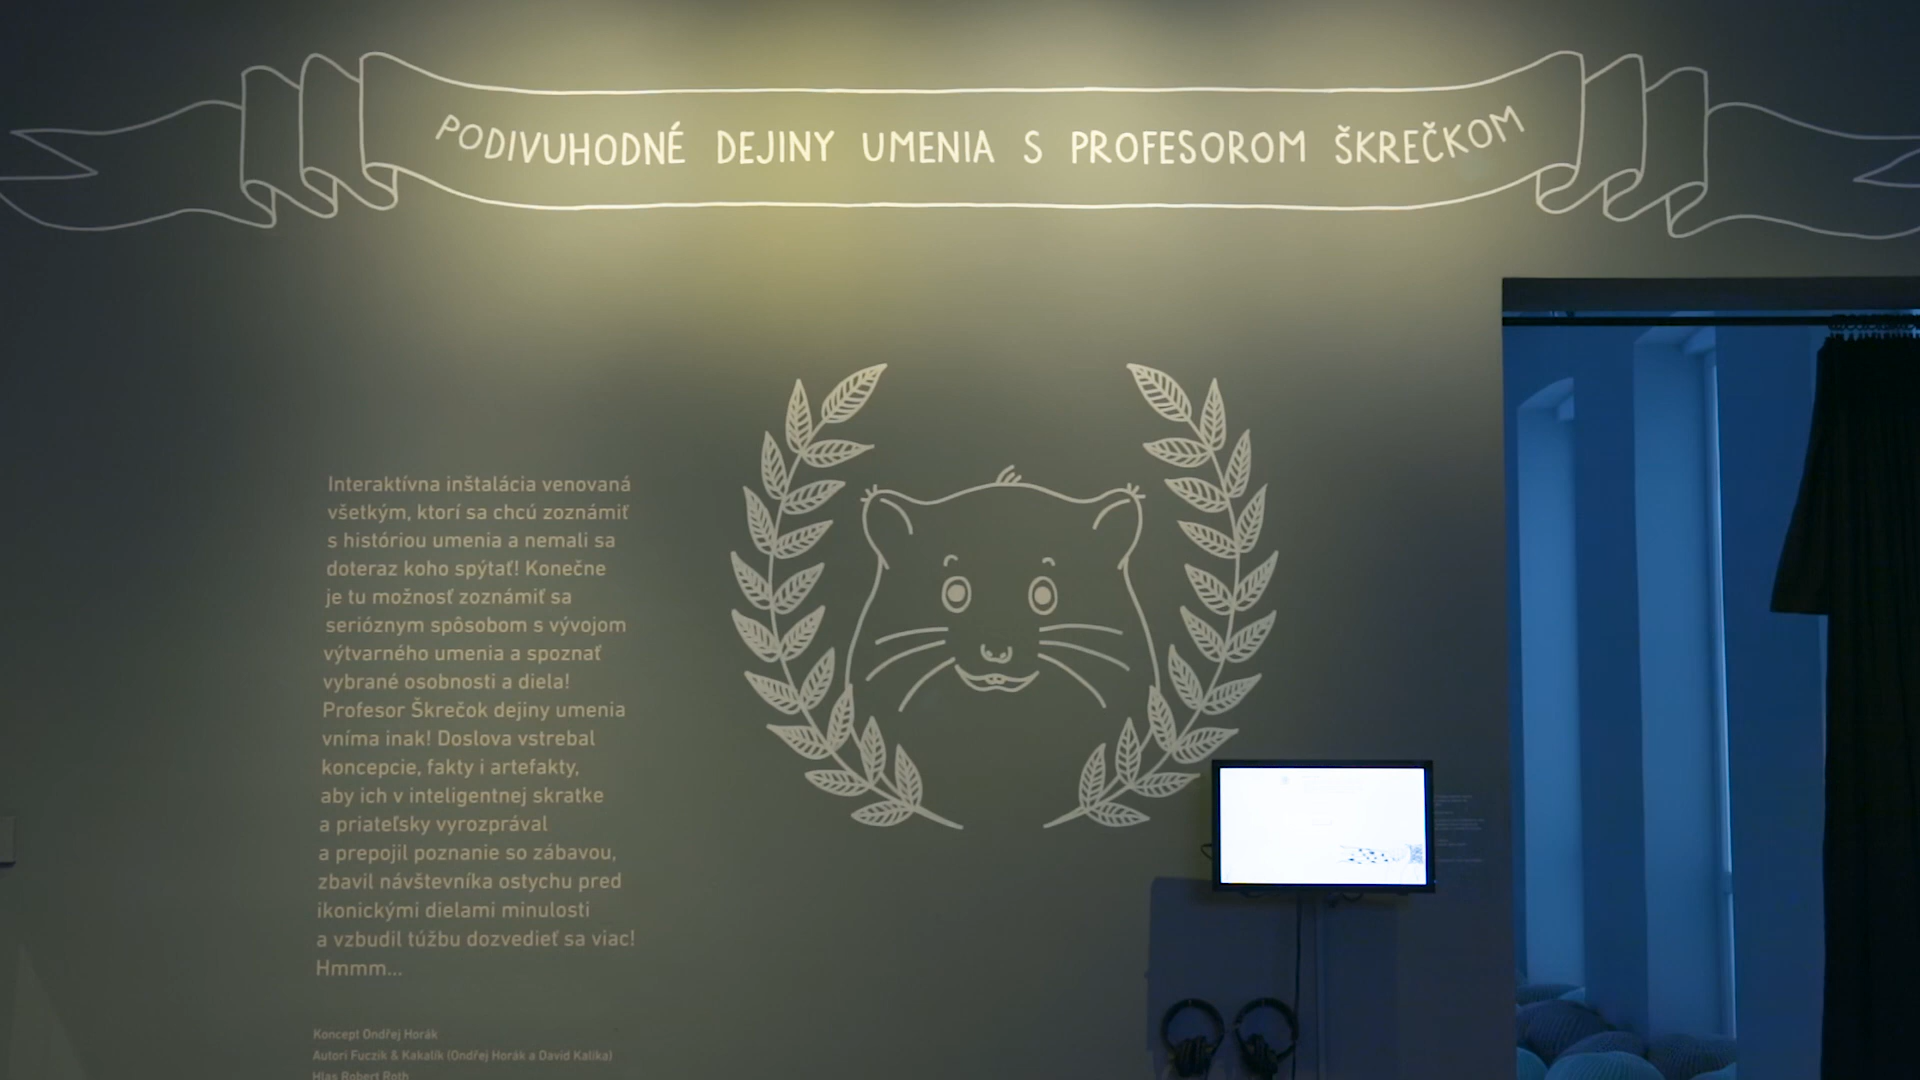 PODIVUHODNÉ DEJINY UMENIA S PROFESOROM ŠKREČKOM
Interaktívna inštalácia venovaná
všetkým, ktorí sa chcú zoznámiť
s históriou umenia a nemali sa
doteraz koho spýtať! Konečne
je tu možnosť zoznámiť sa
serióznym spôsobom s vývojom
výtvarného umenia a spoznať
vybrané osobnosti a diela!
Profesor Škrečok dejiny umenia
vníma inak! Doslova vstrebal
koncepcie, fakty i artefakty,
aby ich v inteligentnej skratke
a priateľsky vyrozprával
a prepojil poznanie so zábavou,
zbavil návštevníka ostychu pred
ikonickými dielami minulosti
a vzbudil túžbu dozvedieť sa viac!
Hmmm...
Koncept Ondřej Horák
Autori Fuczik & Kakalík (Ondřej Horák a David Kalika)
Hlas Robert Roth